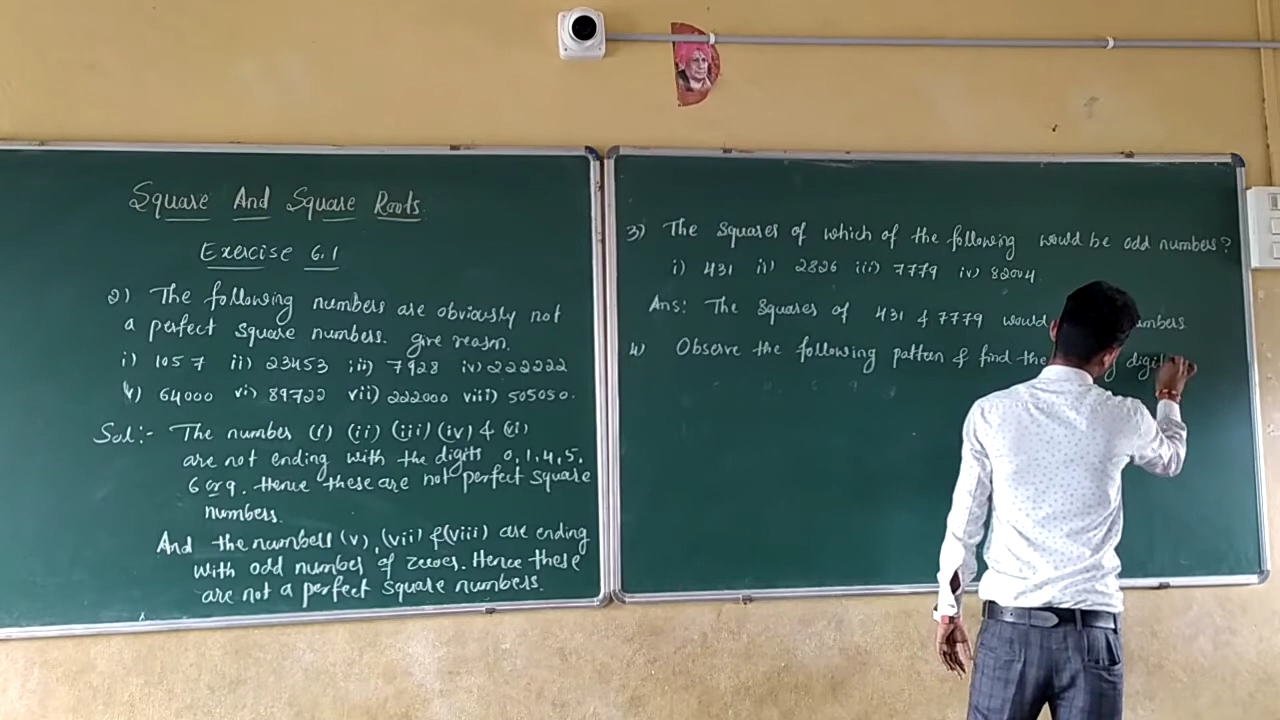 Square And Square Roots.
Exercise 6.1
2) The following numbers are obviously not
a perfect square numbers. give reason.
i) 1057 ii) 23453 iii) 7928 iv) 222222
v) 64000 vi) 89722 vii) 222000 viii) 505050.
Sol:- The number (i) (ii) (iii) (iv) & (vi)
are not ending with the digits 0,1,4,5,
6 or 9. Hence these are not perfect square
numbers.
And the numbers (v), (vii) & (viii) are ending
with odd number of zeroes. Hence these
are not a perfect square numbers.
3) The squares of which of the following would be odd numbers?
i) 431 ii) 2826 iii) 7779 iv) 82004.
Ans: The squares of 431 & 7779 would numbers.
4) Observe the following pattern & find the digit